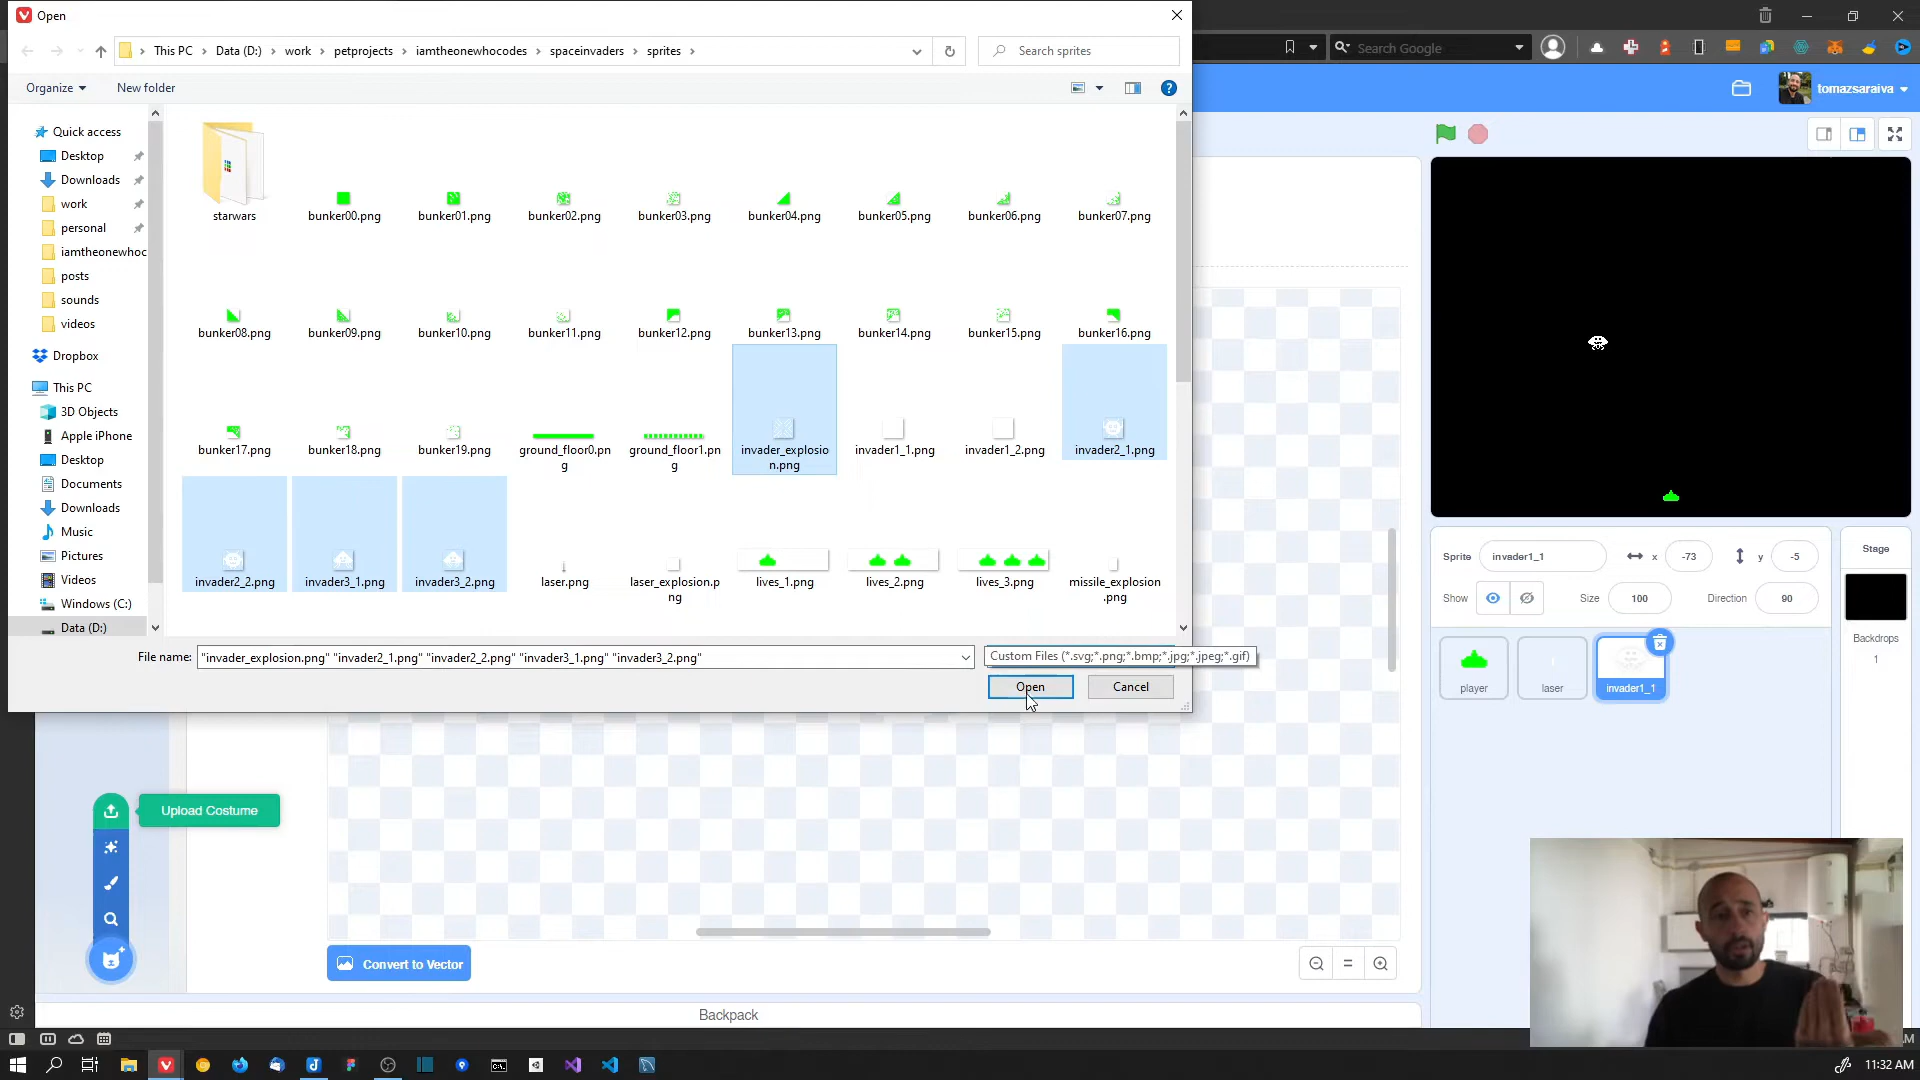 Open
This PC
Data (D:)
work
petprojects
iamtheonewhocodes
spaceinvaders
sprites
Search sprites
Search Google
Organize
New folder
tomazsaraiva
Quick access
Desktop
Downloads
work
personal
iamtheonewhoc
posts
sounds
videos
Dropbox
This PC
3D Objects
Apple iPhone
Desktop
Documents
Downloads
Music
Pictures
Videos
Windows (C:)
Data (D:)
starwars
bunker00.png
bunker01.png
bunker02.png
bunker03.png
bunker04.png
bunker05.png
bunker06.png
bunker07.png
bunker08.png
bunker09.png
bunker10.png
bunker11.png
bunker12.png
bunker13.png
bunker14.png
bunker15.png
bunker16.png
bunker17.png
bunker18.png
bunker19.png
ground_floor0.pn
g
ground_floor1.pn
g
invader_explosio
n.png
invader1_1.png
invader1_2.png
invader2_1.png
invader2_2.png
invader3_1.png
invader3_2.png
laser.png
laser_explosion.p
ng
lives_1.png
lives_2.png
lives_3.png
missile_explosion
.png
File name:
"invader_explosion.png" "invader2_1.png" "invader2_2.png" "invader3_1.png" "invader3_2.png"
Custom Files (*.svg;*.png;*.bmp;*.jpg;*.jpeg;*.gif)
Open
Cancel
Sprite
invader1_1
x
-73
y
-5
Show
Size
100
Direction
90
Stage
Backdrops
1
player
laser
invader1_1
Upload Costume
Convert to Vector
Backpack
11:32 AM